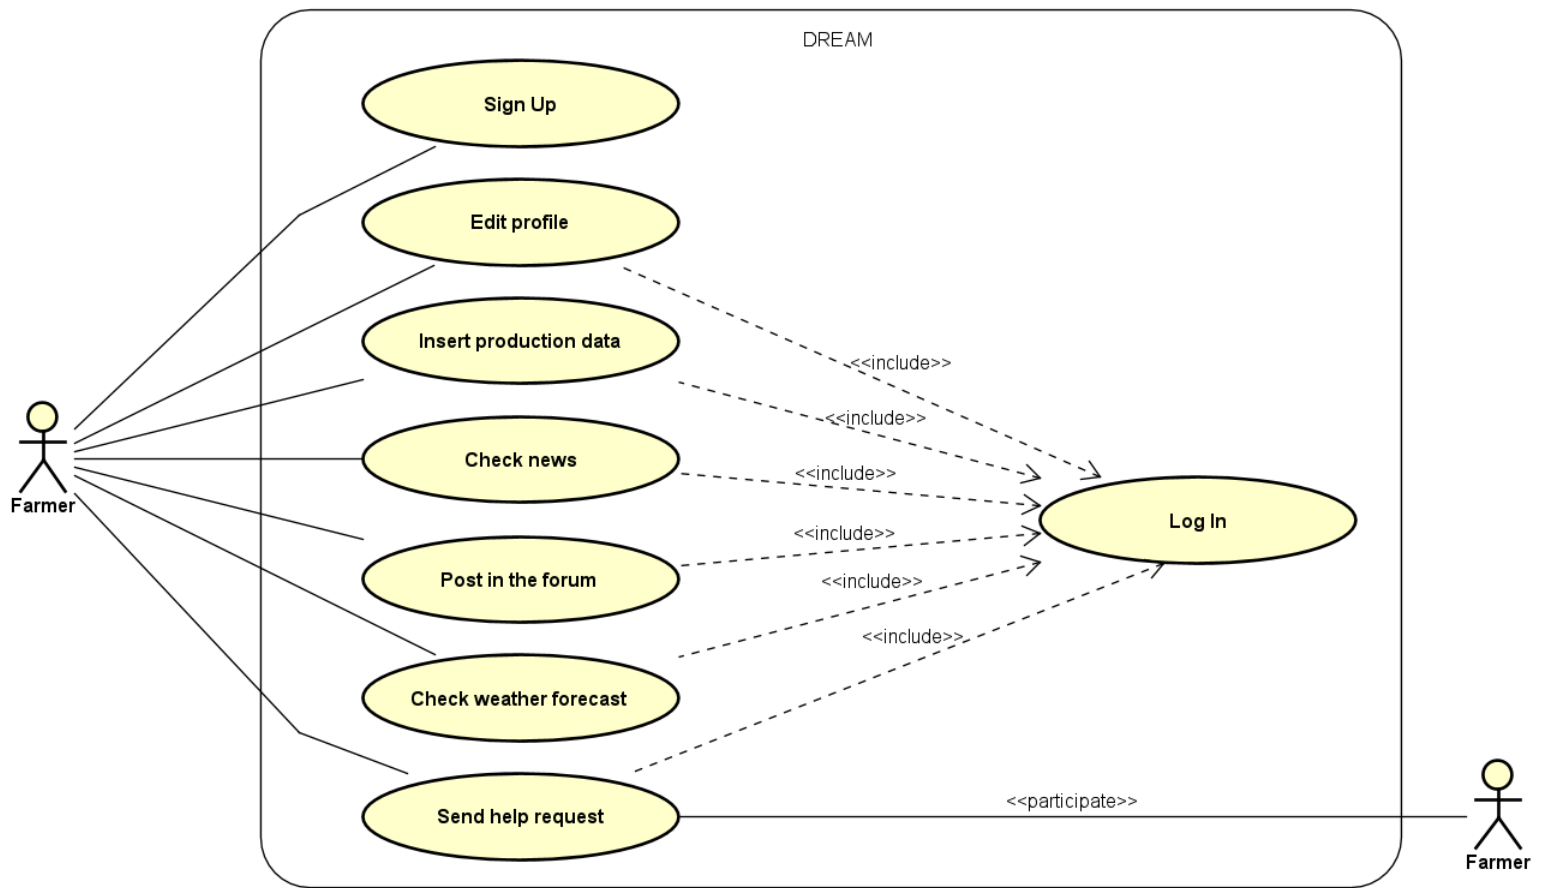 DREAM
Sign Up
Edit profile
Insert production data
<<include>>
<<include>>
Check news
<<include>>
Farmer
Log In
<<include>>
Post in the forum
<<include>>
<<include>>
Check weather forecast
<<participate>>
Send help request
Farmer